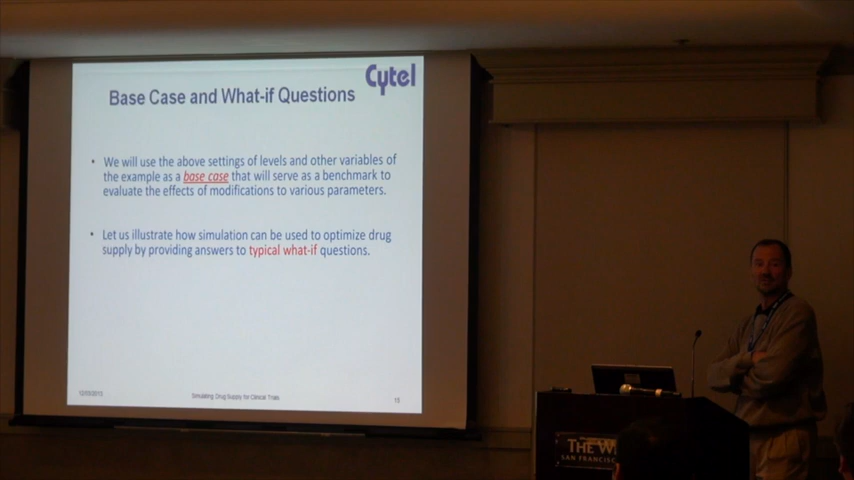 Cytel
Base Case and What-if Questions
• We will use the above settings of levels and other variables of
the example as a base case that will serve as a benchmark to
evaluate the effects of modifications to various parameters.
• Let us illustrate how simulation can be used to optimize drug
supply by providing answers to typical what-if questions.
Simulating Drug Supply for Clinical Trials
15
THE
SAN FRANCISC